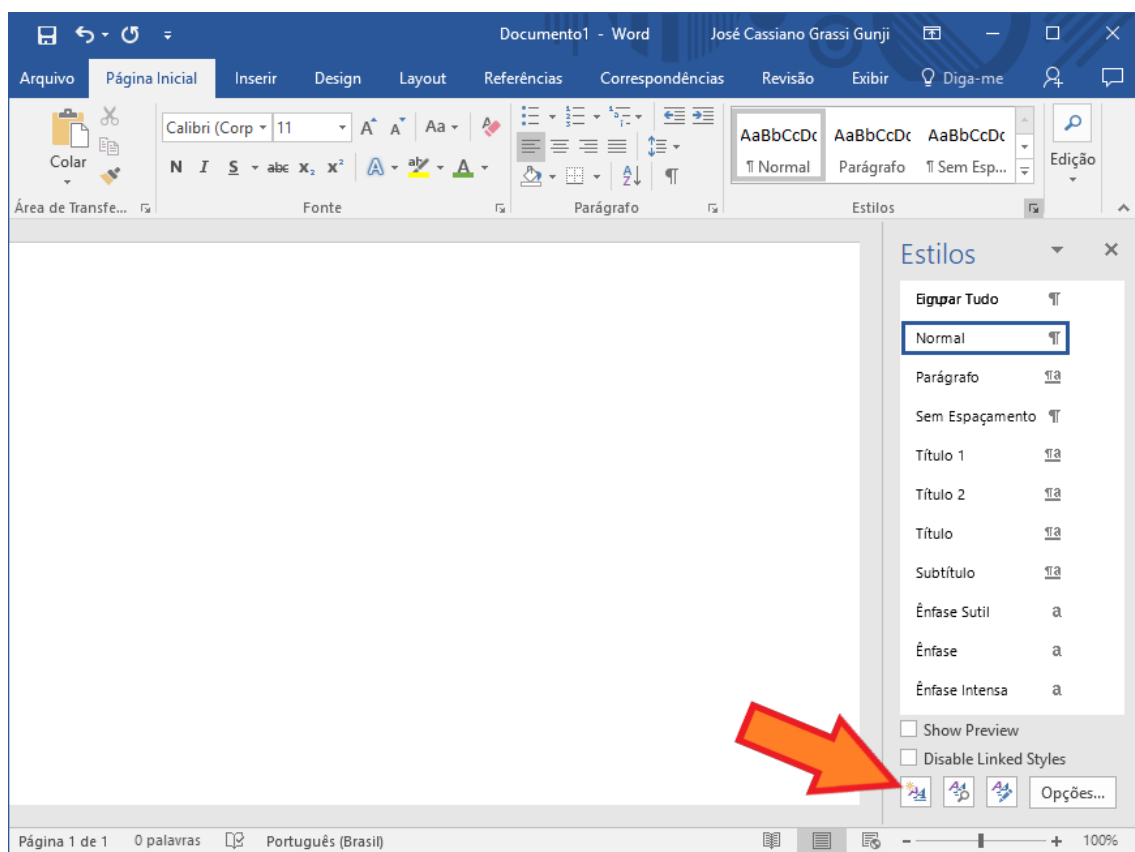 Documento1 - Word José Cassiano Grassi Gunji
Arquivo Página Inicial Inserir Design Layout Referências Correspondências Revisão Exibir Diga-me
Colar
Calibri (Corp 11 Aa
N I S abc x₂ x² A aby A
AaBbCcDc AaBbCcDc AaBbCcDc
¶ Normal Parágrafo ¶ Sem Esp...
Edição
Área de Transfe... Fonte Parágrafo Estilos
Estilos
Tudo ¶
Normal ¶
Parágrafo ¶a
Sem Espaçamento ¶
Título 1 ¶a
Título 2 ¶a
Título ¶a
Subtítulo ¶a
Ênfase Sutil a
Ênfase a
Ênfase Intensa a
Show Preview
Disable Linked Styles
Opções...
Página 1 de 1 0 palavras Português (Brasil) 100%